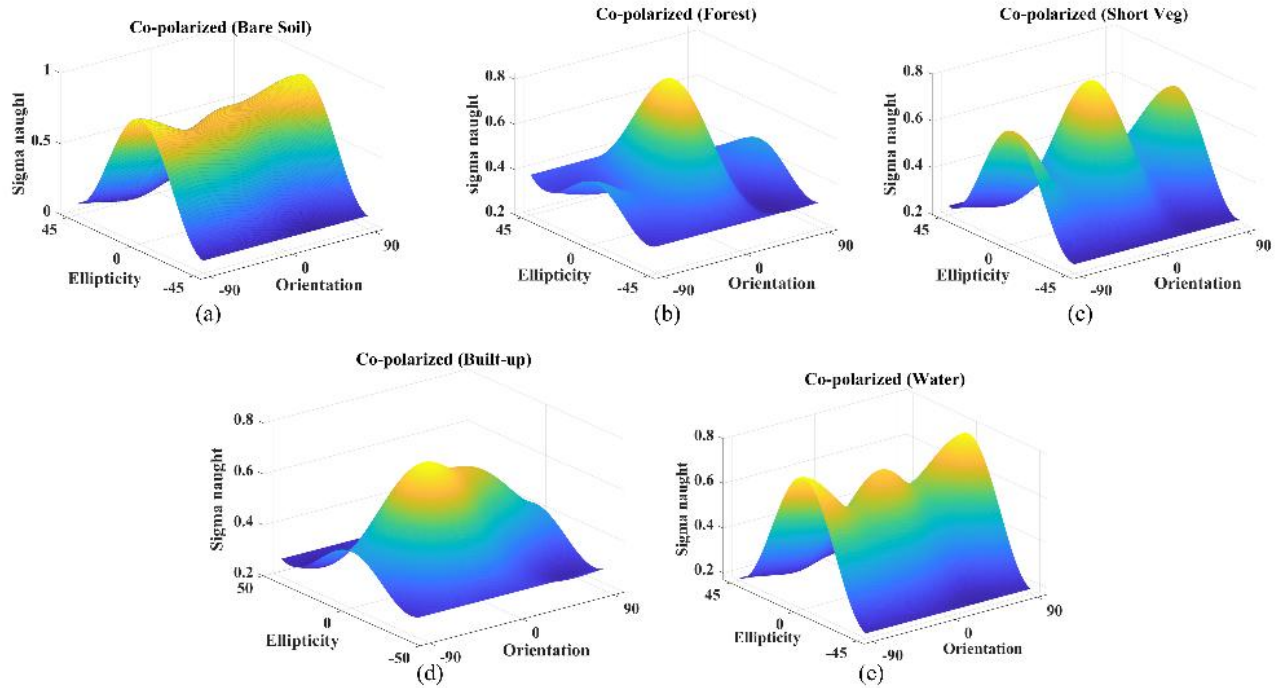 Co-polarized (Bare Soil)
1
0.5
0
Sigma naught
45
0
-45
Ellipticity
-90
0
90
Orientation
(a)
Co-polarized (Forest)
0.8
0.6
0.4
0.2
sigma naught
45
0
-45
Ellipticity
-90
0
90
Orientation
(b)
Co-polarized (Short Veg)
0.8
0.6
0.4
0.2
Sigma naught
45
0
-45
Ellipticity
-90
0
90
Orientation
(c)
Co-polarized (Built-up)
0.8
0.6
0.4
0.2
Sigma naught
50
0
-50
Ellipticity
-90
0
90
Orientation
(d)
Co-polarized (Water)
0.8
0.6
0.4
0.2
Sigma naught
45
0
-45
Ellipticity
-90
0
90
Orientation
(e)